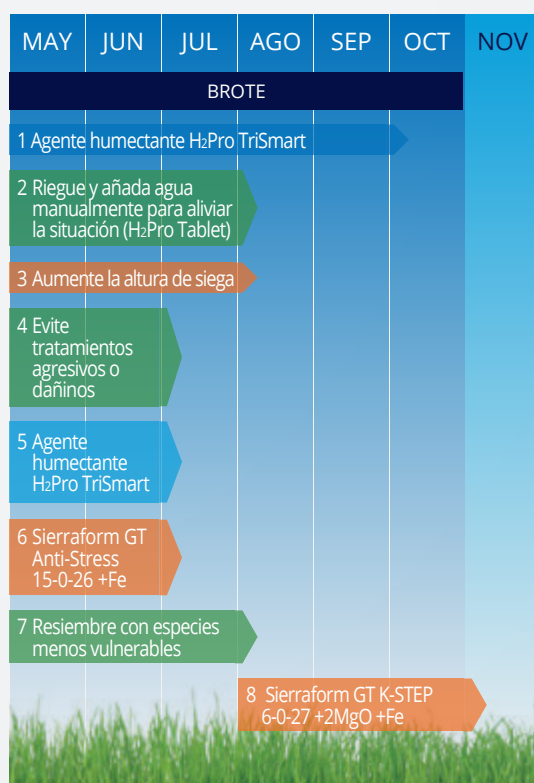 MAY JUN JUL AGO SEP OCT NOV
BROTE
1 Agente humectante H₂Pro TriSmart
2 Riegue y añada agua
manualmente para aliviar
la situación (H₂Pro Tablet)
3 Aumente la altura de siega
4 Evite
tratamientos
agresivos o
dañinos
5 Agente
humectante
H₂Pro TriSmart
6 Sierraform GT
Anti-Stress
15-0-26 +Fe
7 Resiembre con especies
menos vulnerables
8 Sierraform GT K-STEP
6-0-27 +2MgO +Fe